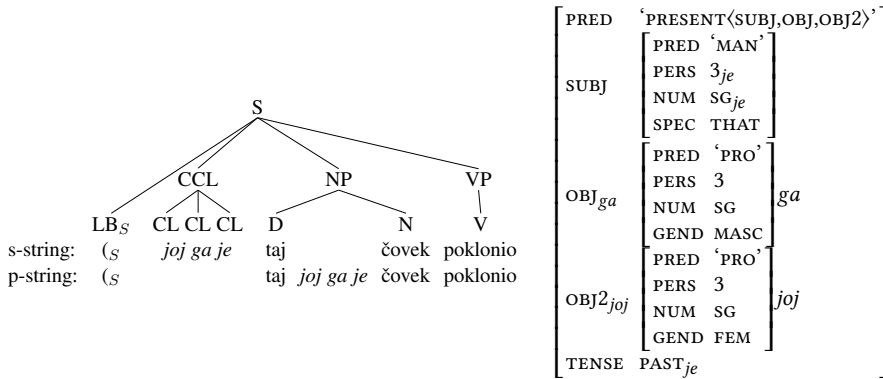 S
CCL NP VP
LB_S CL CL CL D N V
s-string: (_S joj ga je taj čovek poklonio
p-string: (_S taj joj ga je čovek poklonio
PRED ‘PRESENT⟨SUBJ,OBJ,OBJ2⟩’
SUBJ
PRED ‘MAN’
PERS 3_je
NUM SG_je
SPEC THAT
OBJ_ga ga
PRED ‘PRO’
PERS 3
NUM SG
GEND MASC
OBJ2_joj joj
PRED ‘PRO’
PERS 3
NUM SG
GEND FEM
TENSE PAST_je